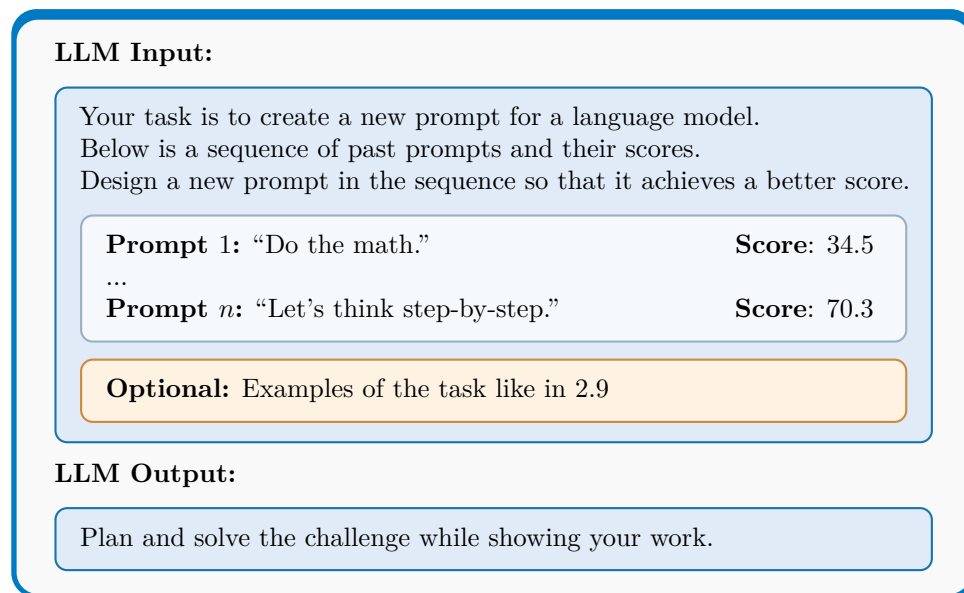 LLM Input:
Your task is to create a new prompt for a language model.
Below is a sequence of past prompts and their scores.
Design a new prompt in the sequence so that it achieves a better score.
Prompt 1: “Do the math.” Score: 34.5
...
Prompt n: “Let's think step-by-step.” Score: 70.3
Optional: Examples of the task like in 2.9
LLM Output:
Plan and solve the challenge while showing your work.